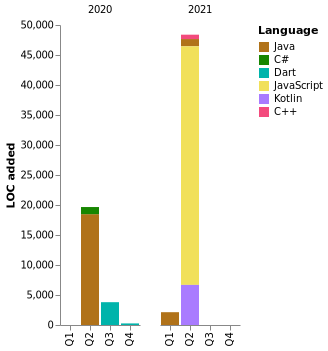 2020 2021
Language
Java
C#
Dart
JavaScript
Kotlin
C++
LOC added
50,000
45,000
40,000
35,000
30,000
25,000
20,000
15,000
10,000
5,000
0
Q1 Q2 Q3 Q4 Q1 Q2 Q3 Q4